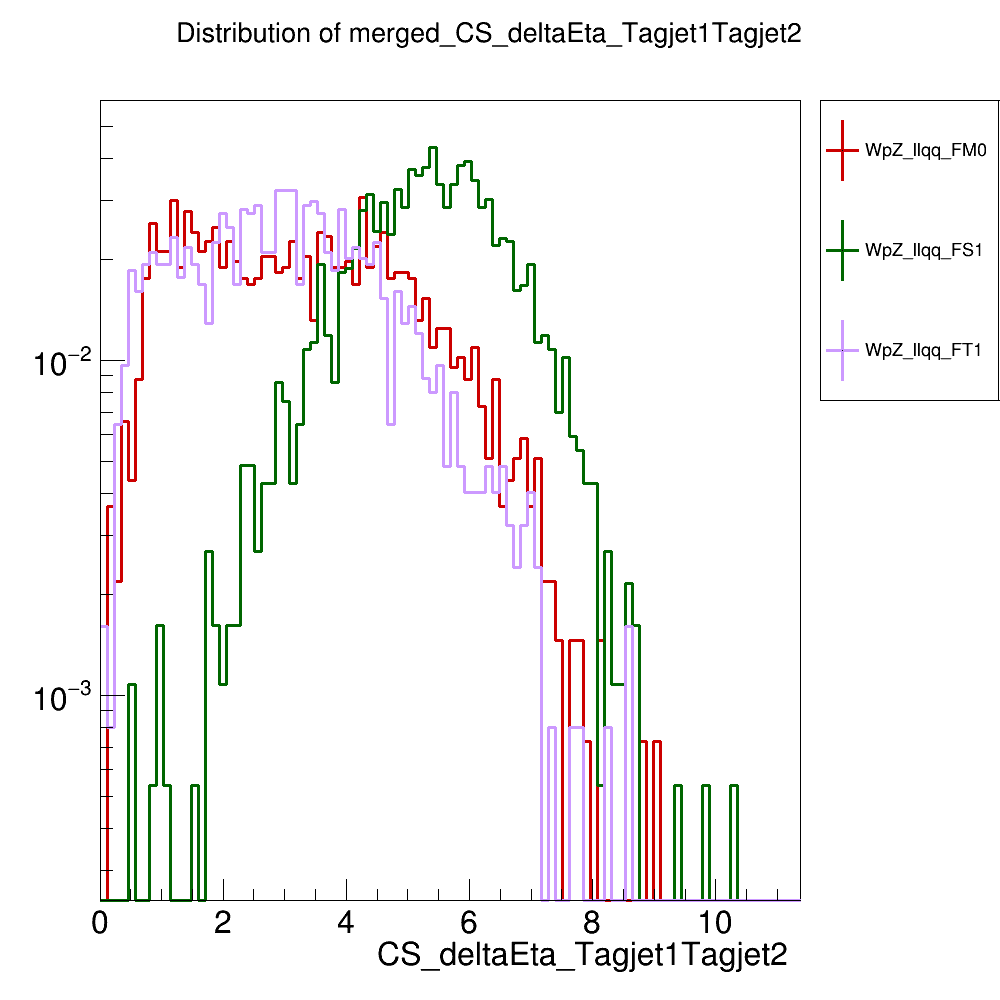 Distribution of merged_CS_deltaEta_Tagjet1Tagjet2
WpZ_llqq_FM0
WpZ_llqq_FS1
WpZ_llqq_FT1
10⁻²
10⁻³
0 2 4 6 8 10
CS_deltaEta_Tagjet1Tagjet2